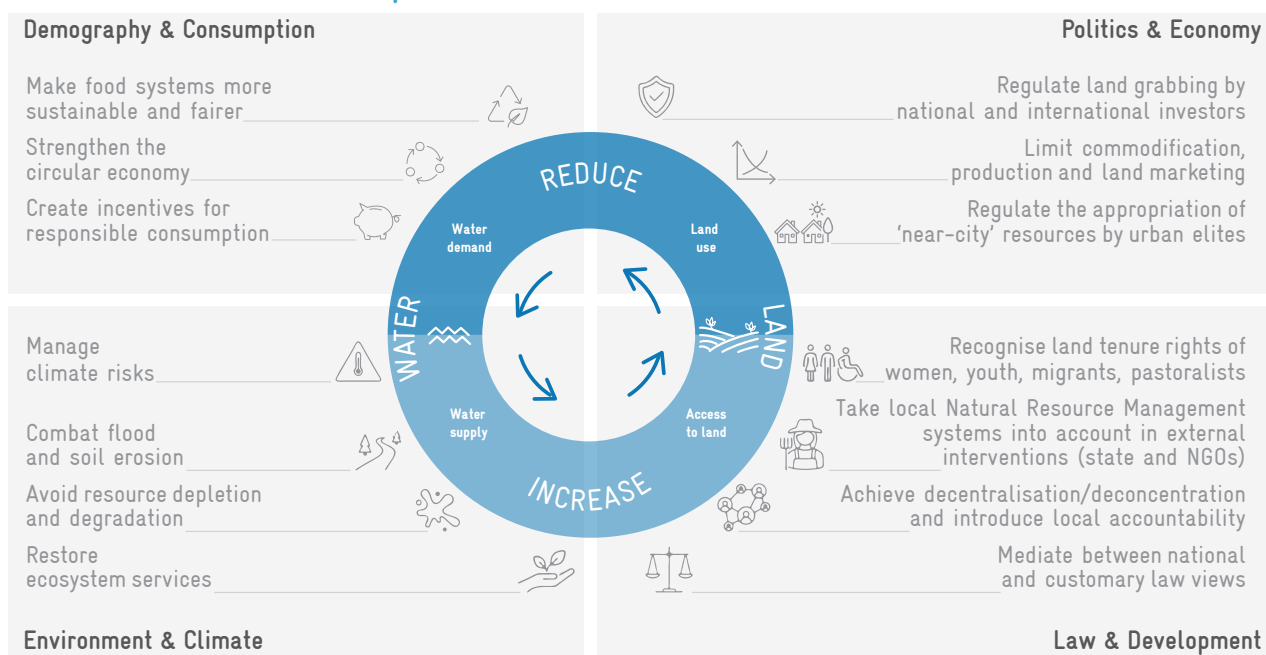 Demography & Consumption
Make food systems more
sustainable and fairer
Strengthen the
circular economy
Create incentives for
responsible consumption
Politics & Economy
Regulate land grabbing by
national and international investors
Limit commodification,
production and land marketing
Regulate the appropriation of
'near-city' resources by urban elites
REDUCE
Water
demand
Land
use
WATER
LAND
Water
supply
Access
to land
INCREASE
Manage
climate risks
Combat flood
and soil erosion
Avoid resource depletion
and degradation
Restore
ecosystem services
Environment & Climate
Recognise land tenure rights of
women, youth, migrants, pastoralists
Take local Natural Resource Management
systems into account in external
interventions (state and NGOs)
Achieve decentralisation/deconcentration
and introduce local accountability
Mediate between national
and customary law views
Law & Development